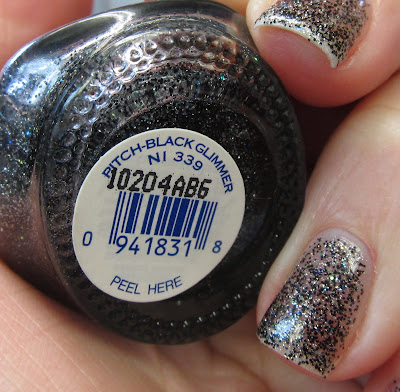 PITCH-BLACK GLIMMER
NI 339
10204AB6
0 941831 8
PEEL HERE